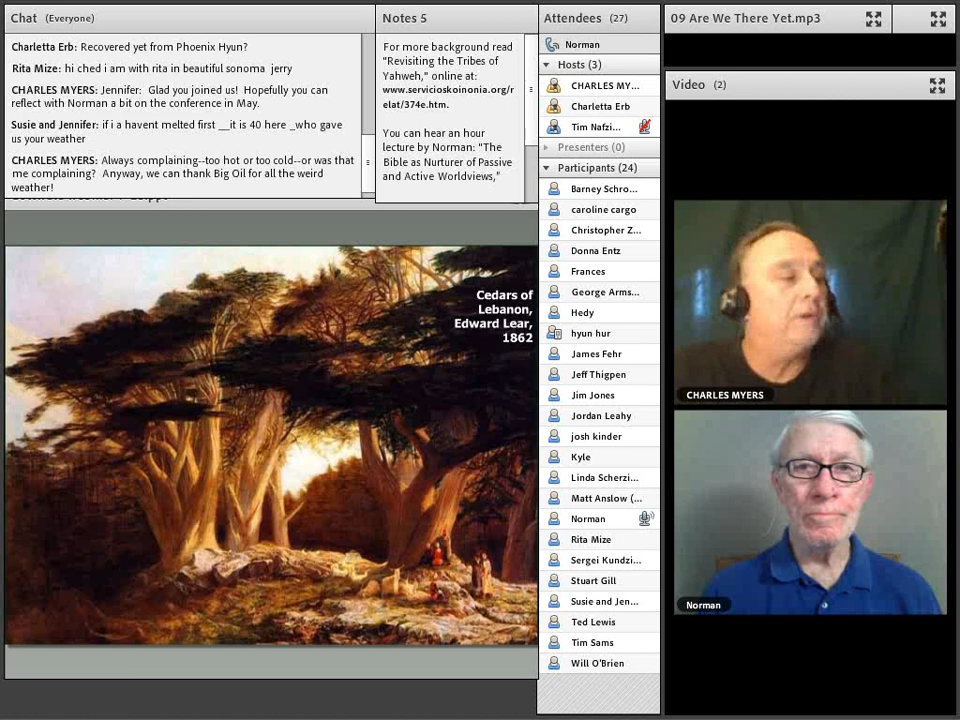 Chat (Everyone)
Charletta Erb: Recovered yet from Phoenix Hyun?
Rita Mize: hi ched i am with rita in beautiful sonoma jerry
CHARLES MYERS: Jennifer: Glad you joined us! Hopefully you can
reflect with Norman a bit on the conference in May.
Susie and Jennifer: if i a havent melted first __it is 40 here _who gave
us your weather
CHARLES MYERS: Always complaining--too hot or too cold--or was that
me complaining? Anyway, we can thank Big Oil for all the weird
weather!
Notes 5
For more background read
"Revisiting the Tribes of
Yahweh," online at:
www.servicioskoinonia.org/r
elat/374e.htm.
You can hear an hour
lecture by Norman: "The
Bible as Nurturer of Passive
and Active Worldviews,"
Cedars of
Lebanon,
Edward Lear,
1862
Attendees (27)
Norman
Hosts (3)
CHARLES MY...
Charletta Erb
Tim Nafzi...
Presenters (0)
Participants (24)
Barney Schro...
caroline cargo
Christopher Z...
Donna Entz
Frances
George Arms...
Hedy
hyun hur
James Fehr
Jeff Thigpen
Jim Jones
Jordan Leahy
josh kinder
Kyle
Linda Scherzi...
Matt Anslow (...
Norman
Rita Mize
Sergei Kundzi...
Stuart Gill
Susie and Jen...
Ted Lewis
Tim Sams
Will O'Brien
09 Are We There Yet.mp3
Video (2)
CHARLES MYERS
Norman